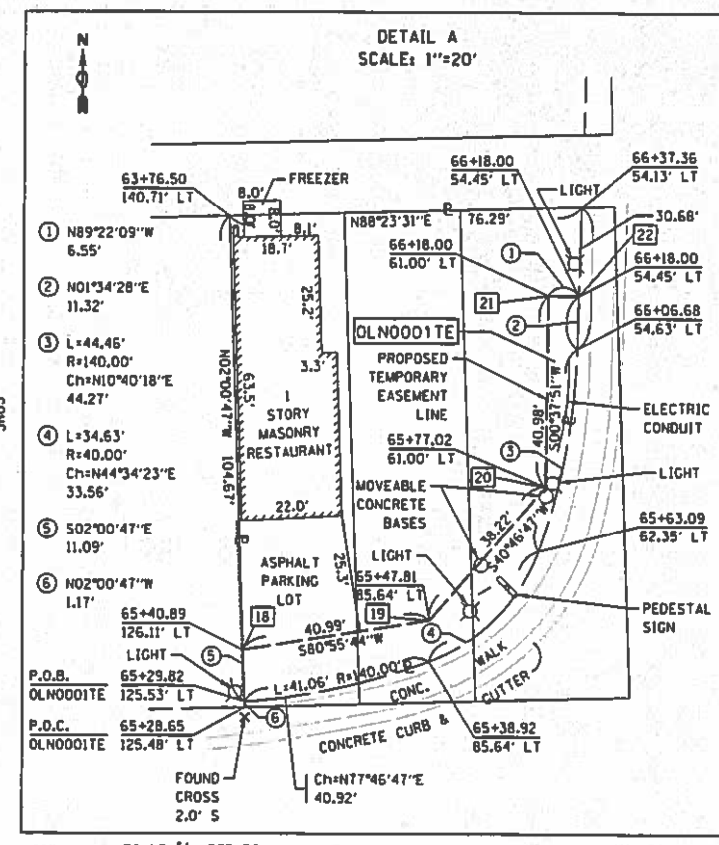 DETAIL A
SCALE: 1"=20'
N
63+76.50
140.71' LT
8.0'
FREEZER
8.0'
8.0'
8.1'
18.7'
N88°23'31"E
76.29'
66+18.00
54.45' LT
66+37.36
54.13' LT
LIGHT
30.68'
22
66+18.00
61.00' LT
1
21
66+18.00
54.45' LT
2
66+06.68
54.63' LT
1 N89°22'09"W
6.55'
2 N01°34'28"E
11.32'
3 L=44.46'
R=140.00'
Ch=N10°40'18"E
44.27'
4 L=34.63'
R=40.00'
Ch=N44°34'23"E
33.56'
5 S02°00'47"E
11.09'
6 N02°00'47"W
1.17'
25.2'
3.3'
63.5'
N02°00'47"W
104.67'
1
STORY
MASONRY
RESTAURANT
22.0'
25.3'
OLN0001TE
PROPOSED
TEMPORARY
EASEMENT
LINE
40.98'
S00°37'51"W
65+77.02
61.00' LT
3
20
ELECTRIC
CONDUIT
LIGHT
MOVEABLE
CONCRETE
BASES
38.22'
S40°46'47"W
65+63.09
62.35' LT
ASPHALT
PARKING
LOT
LIGHT
65+47.81
85.64' LT
19
PEDESTAL
SIGN
65+40.89
126.11' LT
18
40.99'
S80°55'44"W
4
5
LIGHT
P.O.B. 65+29.82
OLN0001TE 125.53' LT
L=41.06' R=140.00'
CONC. WALK
CONCRETE CURB & GUTTER
65+38.92
85.64' LT
P.O.C. 65+28.65
OLN0001TE 125.48' LT
6
FOUND
CROSS
2.0' S
Ch=N77°46'47"E
40.92'